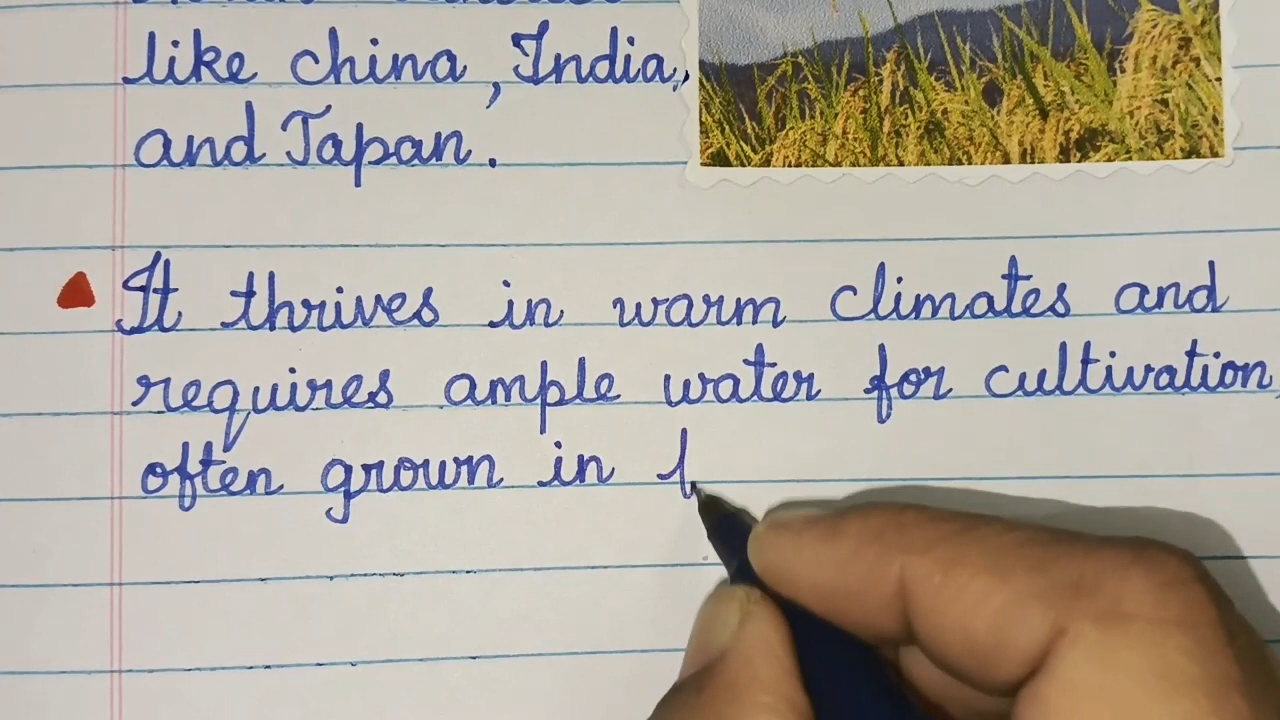 like china, India,
and Japan.
It thrives in warm climates and
requires ample water for cultivation,
often grown in